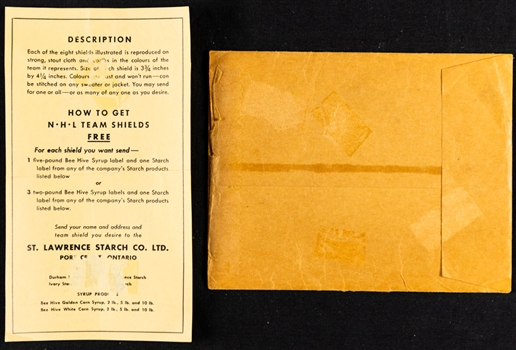 DESCRIPTION
Each of the eight shields illustrated is reproduced on
strong, stout cloth and in the colours of the
team it represents. Size of each shield is 3¾ inches
by 4¼ inches. Colours fast and won't run—can
be stitched on any sweater or jacket. You may send
for one or all—or as many of any one as you desire.
HOW TO GET
N·H·L TEAM SHIELDS
FREE
For each shield you want send—
1 five-pound Bee Hive Syrup label and one Starch
label from any of the company's Starch products
listed below
or
3 two-pound Bee Hive Syrup labels and one Starch
label from any of the company's Starch products
listed below.
Send your name and address and
team shield you desire to the
ST. LAWRENCE STARCH CO. LTD.
PORT CREDIT, ONTARIO
Durham Starch
Ivory
SYRUP PRODUCTS
Bee Hive Golden Corn Syrup, 2 lb., 5 lb. and 10 lb.
Bee Hive White Corn Syrup, 2 lb., 5 lb. and 10 lb.